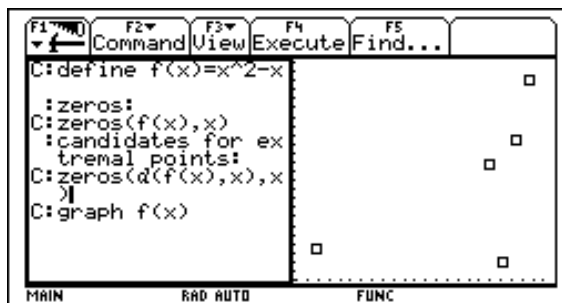 F1 F2 F3 F4 F5
Command View Execute Find...
C:define f(x)=x^2-x
:zeros:
C:zeros(f(x),x)
:candidates for ex
tremal points:
C:zeros(d(f(x),x),x
)
C:graph f(x)
MAIN RAD AUTO FUNC